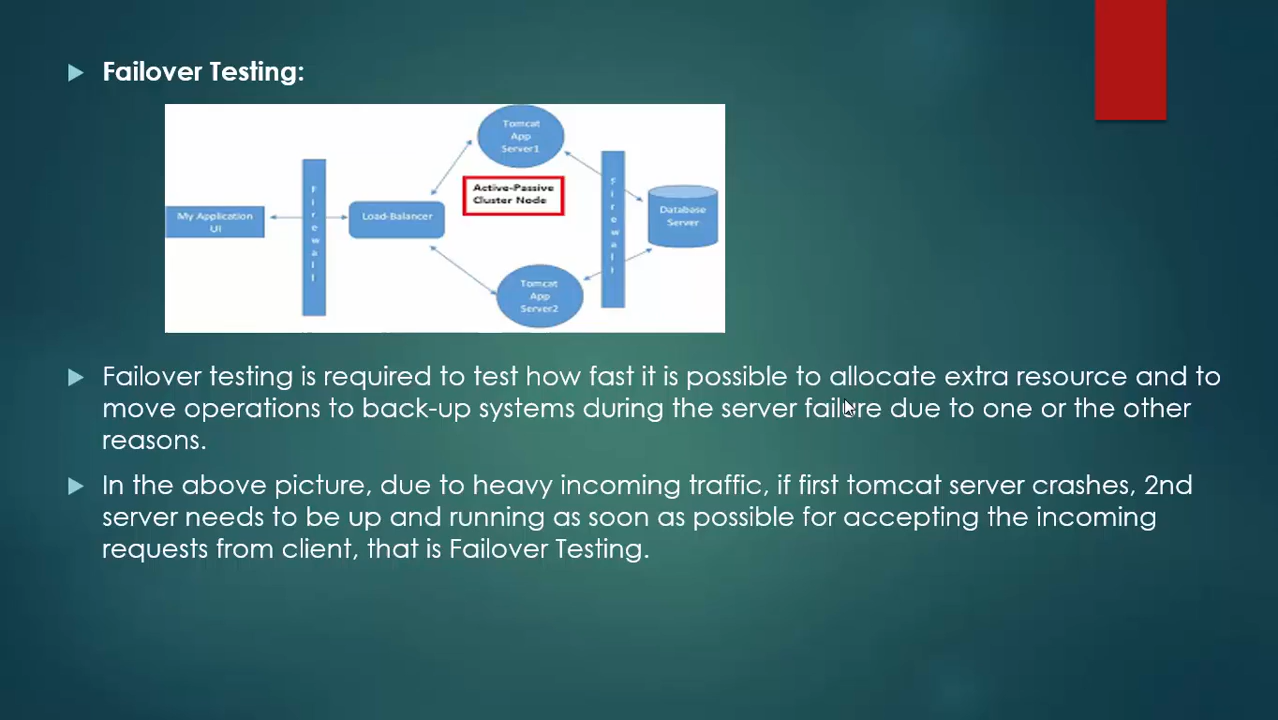 Failover Testing:
Tomcat
App
Server1
Active-Passive
Cluster Node
My Application
UI
Firewall
Load-Balancer
Firewall
Database
Server
Tomcat
App
Server2
Failover testing is required to test how fast it is possible to allocate extra resource and to
move operations to back-up systems during the server failure due to one or the other
reasons.
In the above picture, due to heavy incoming traffic, if first tomcat server crashes, 2nd
server needs to be up and running as soon as possible for accepting the incoming
requests from client, that is Failover Testing.